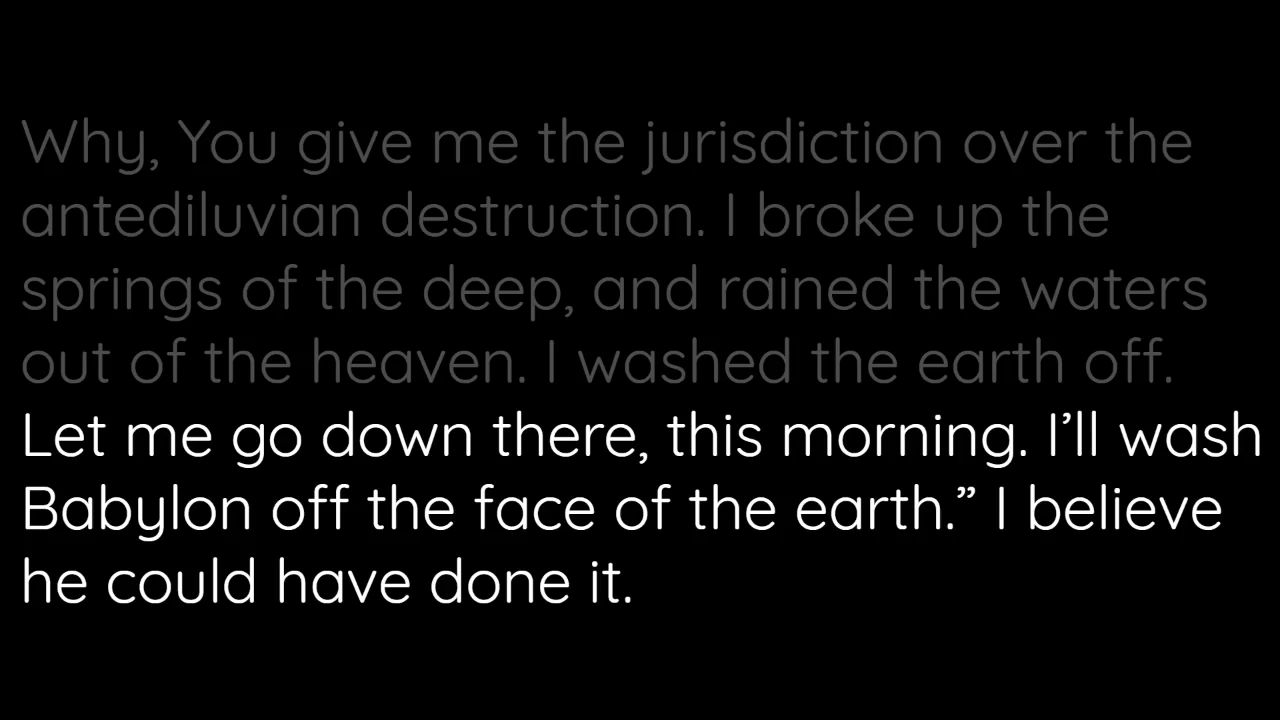 Why, You give me the jurisdiction over the
antediluvian destruction. I broke up the
springs of the deep, and rained the waters
out of the heaven. I washed the earth off.
Let me go down there, this morning. I’ll wash
Babylon off the face of the earth.” I believe
he could have done it.